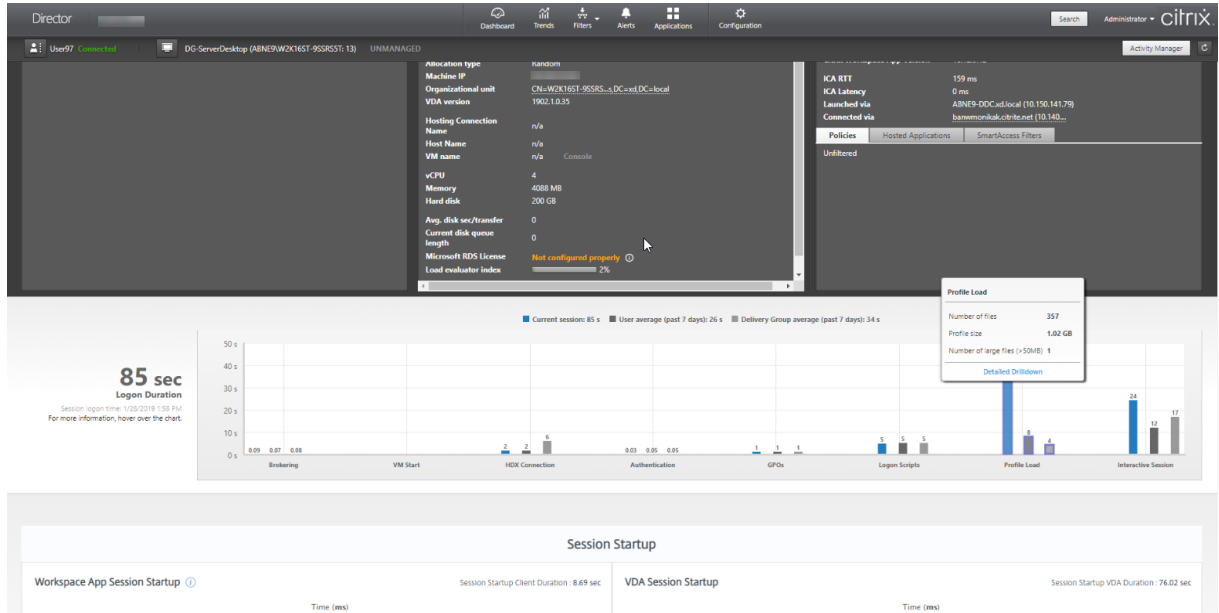 Director
Dashboard
Trends
Filters
Alerts
Applications
Configuration
Search
Administrator
citrix
User97 Connected
DG-ServerDesktop (ABNE9\W2K16ST-9SSRS5T: 13) UNMANAGED
Activity Manager
Allocation type Random
Machine IP
Organizational unit CN=W2K16ST-9SSRS...s,DC=xd,DC=local
VDA version 1902.1.0.35
Hosting Connection
Name n/a
Host Name n/a
VM name n/a Console
vCPU 4
Memory 4088 MB
Hard disk 200 GB
Avg. disk sec/transfer 0
Current disk queue
length 0
Microsoft RDS License Not configured properly
Load evaluator index 2%
ICA RTT 159 ms
ICA Latency 0 ms
Launched via ABNE9-DDC.xd.local (10.150.141.79)
Connected via banwmonikak.citrite.net (10.140...
Policies Hosted Applications SmartAccess Filters
Unfiltered
Profile Load
Number of files 357
Profile size 1.02 GB
Number of large files (>50MB) 1
Detailed Drilldown
Current session: 85 s User average (past 7 days): 26 s Delivery Group average (past 7 days): 34 s
85 sec
Logon Duration
Session logon time: 1/28/2019 1:58 PM
For more information, hover over the chart.
50 s
40 s
30 s
20 s
10 s
0 s
0.09 0.07 0.08
2 2 6
0.03 0.05 0.05
1 1 1
5 5 5
8 4
24 12 17
Brokering VM Start HDX Connection Authentication GPOs Logon Scripts Profile Load Interactive Session
Session Startup
Workspace App Session Startup
Session Startup Client Duration : 8.69 sec
Time (ms)
VDA Session Startup
Session Startup VDA Duration : 76.02 sec
Time (ms)